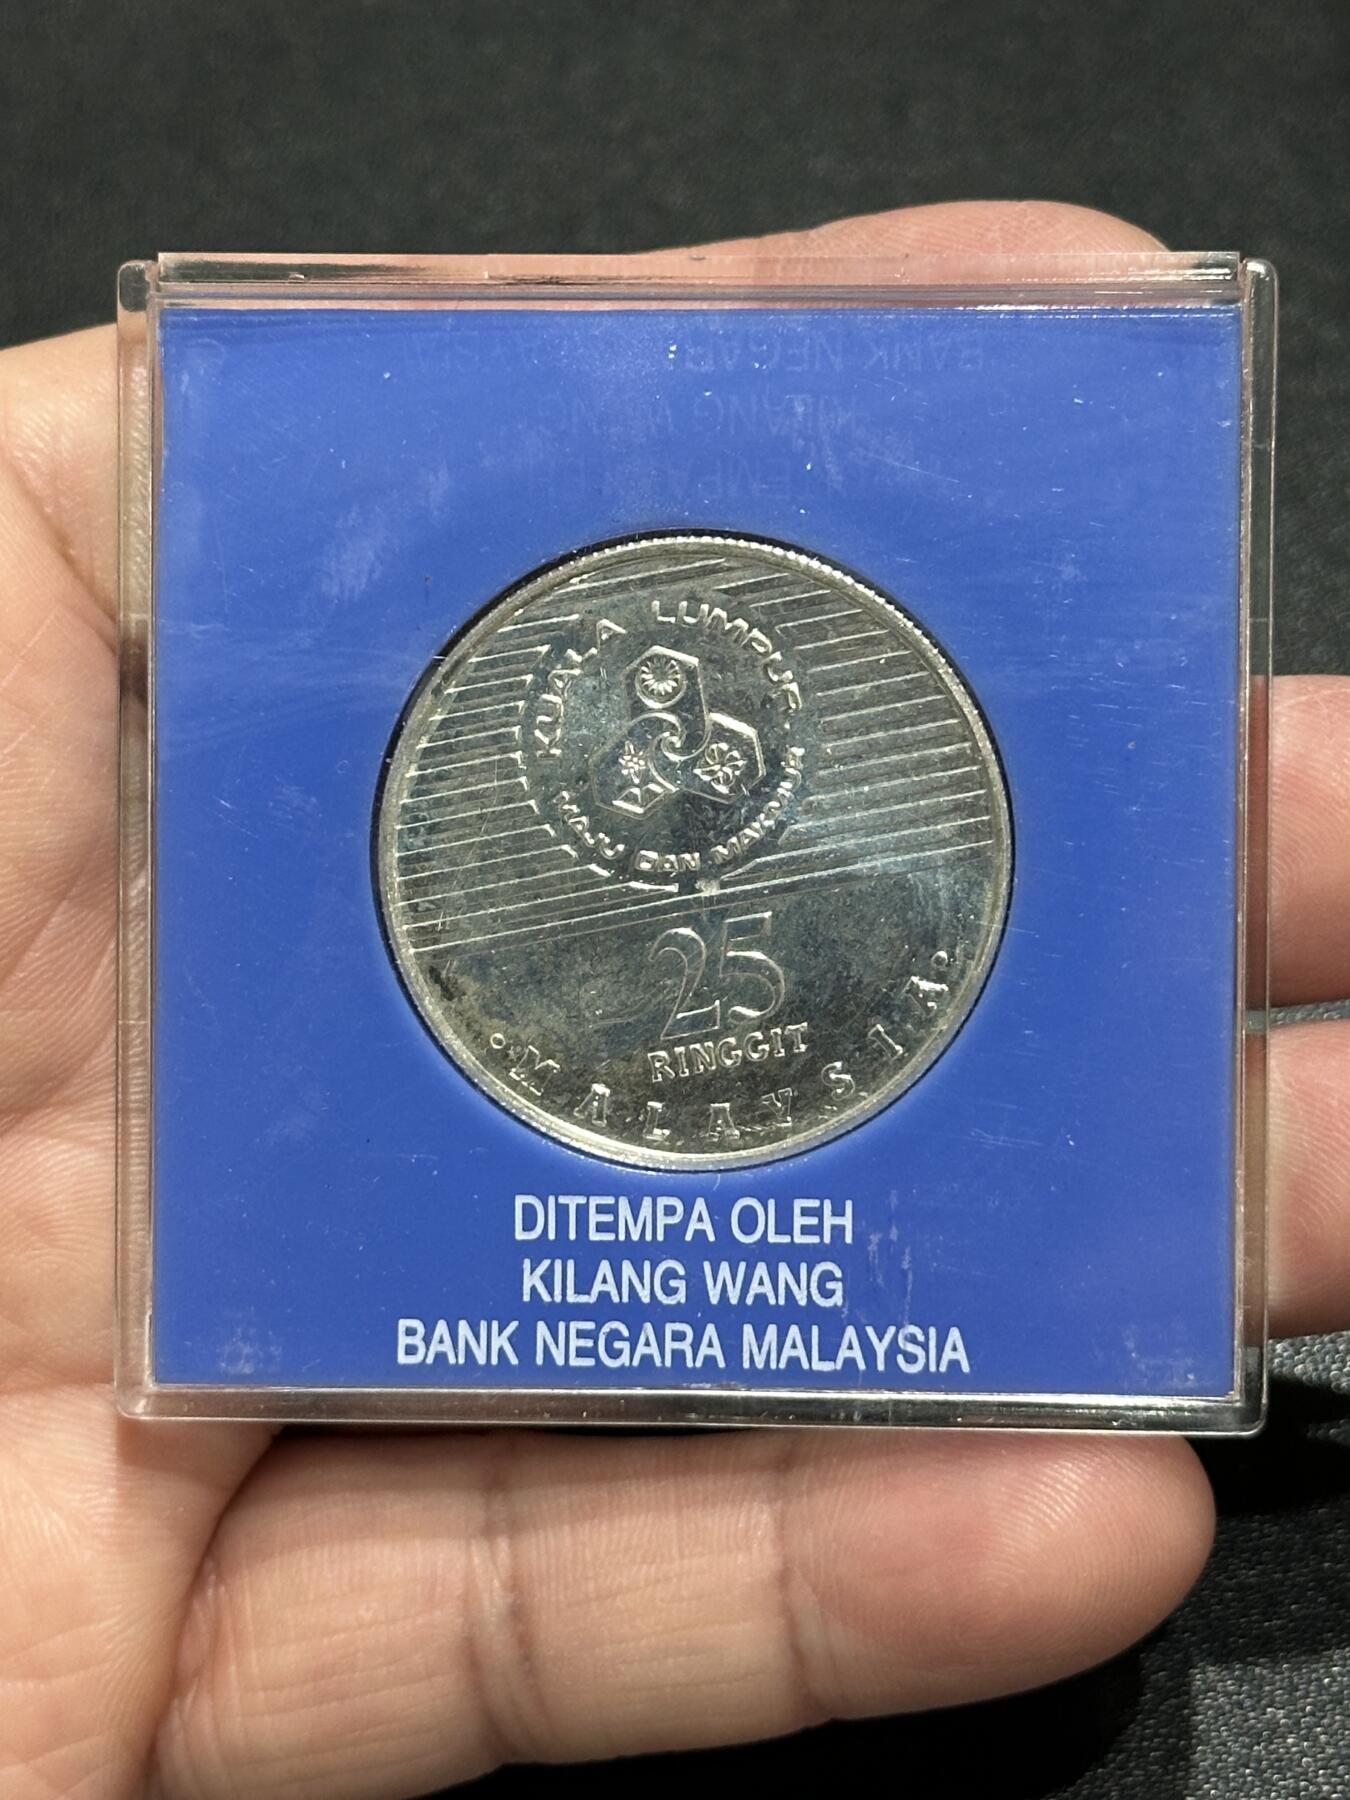 KUALA LUMPUR
MAJU DAN MAKMUR
25
RINGGIT
• MALAYSIA •
DITEMPA OLEH
KILANG WANG
BANK NEGARA MALAYSIA